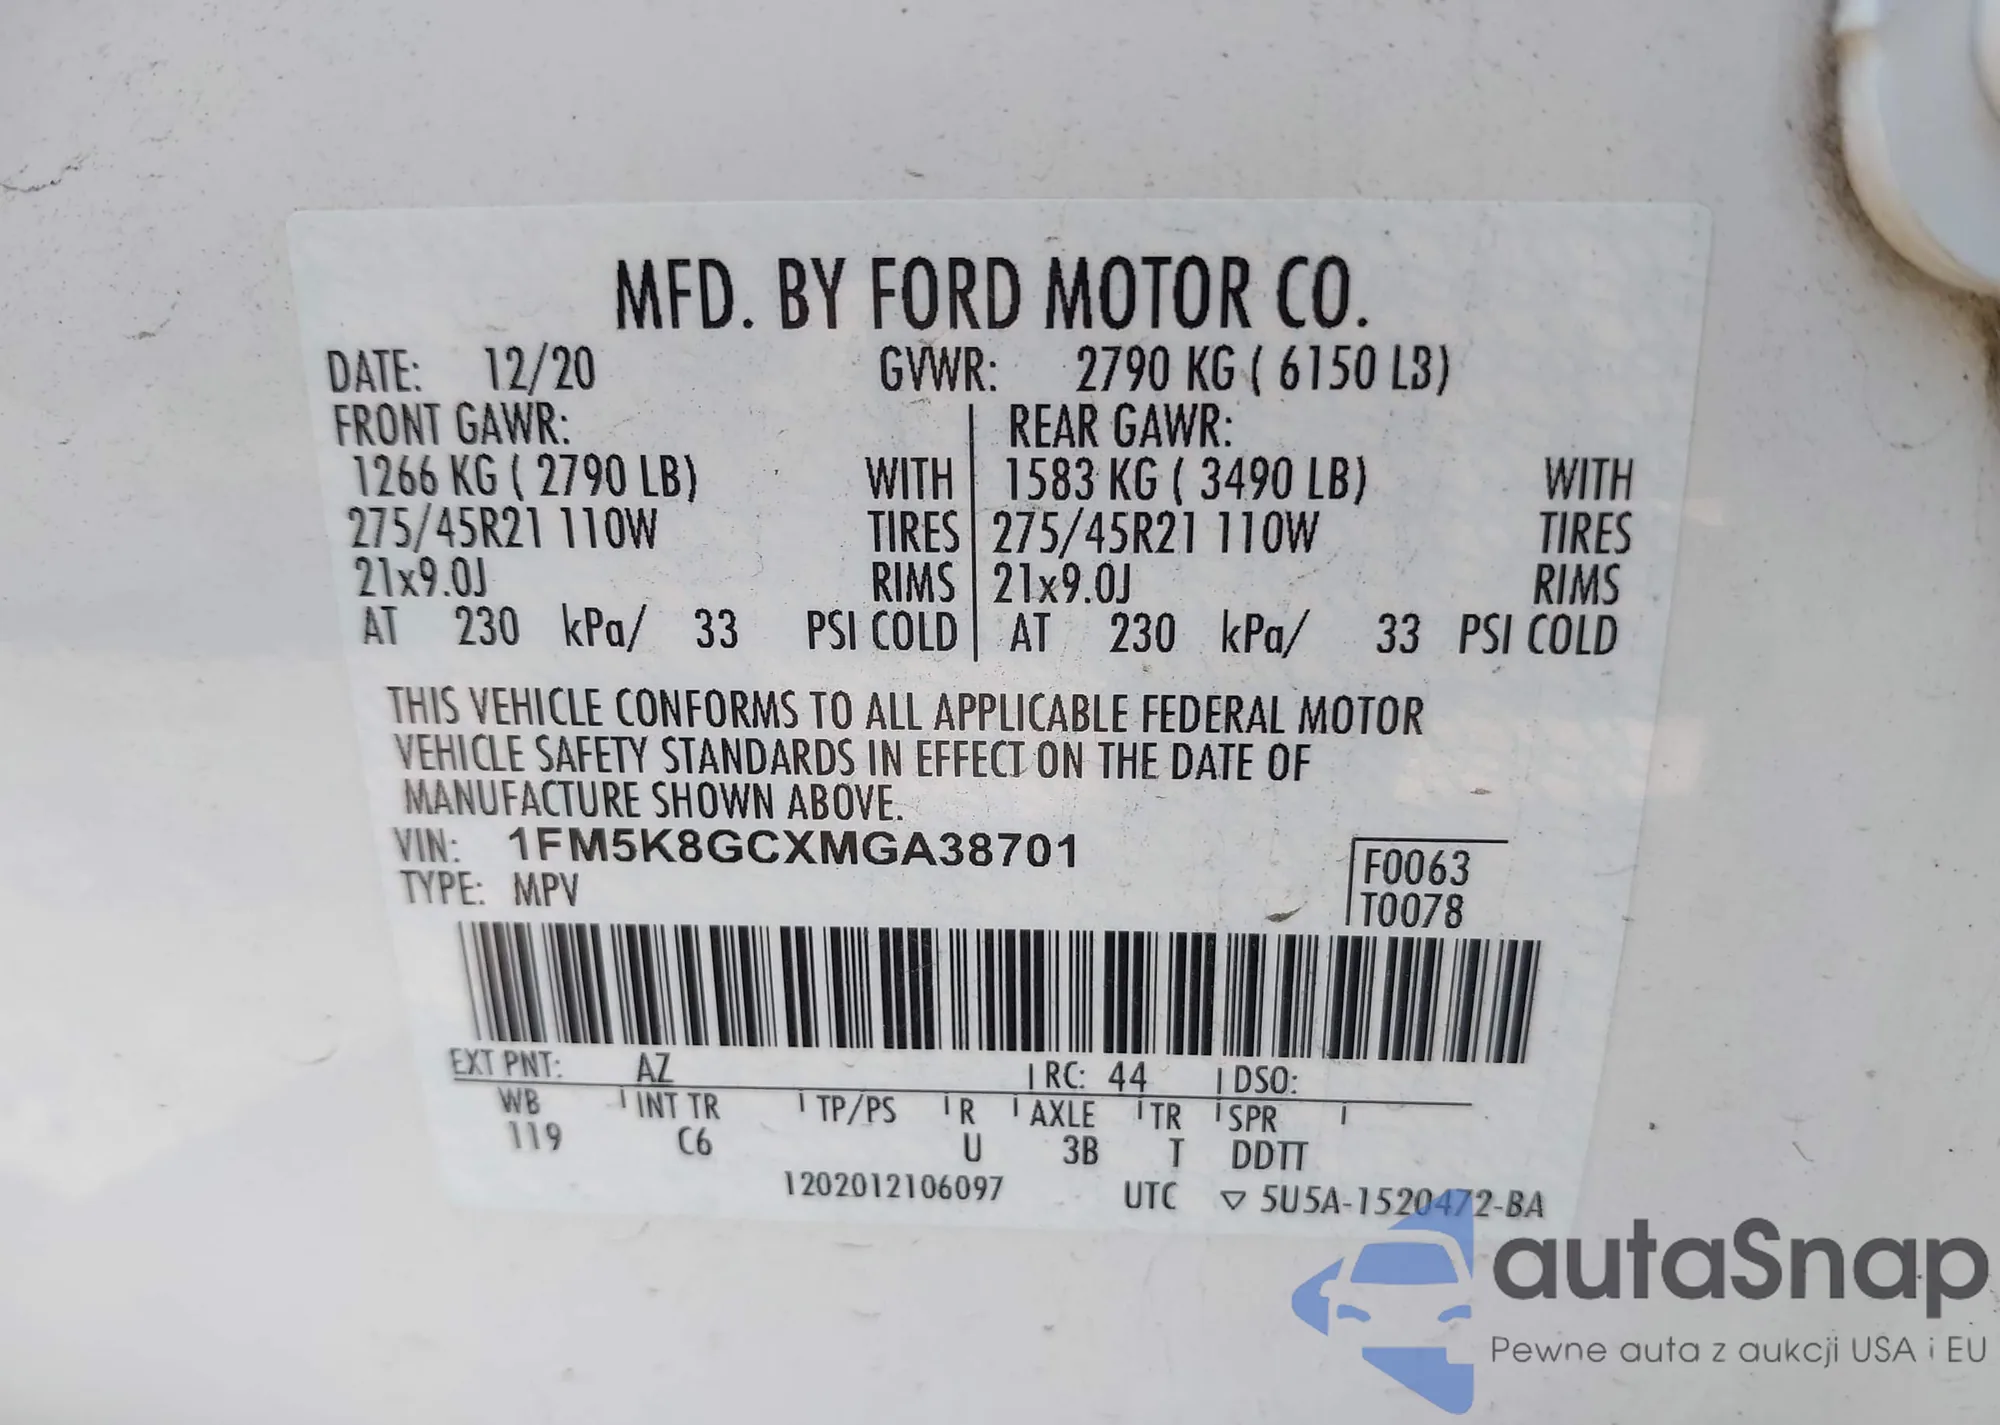 MFD. BY FORD MOTOR CO.
DATE: 12/20 GVWR: 2790 KG ( 6150 LB)
FRONT GAWR: REAR GAWR:
1266 KG ( 2790 LB) WITH 1583 KG ( 3490 LB) WITH
275/45R21 110W TIRES 275/45R21 110W TIRES
21x9.0J RIMS 21x9.0J RIMS
AT 230 kPa/ 33 PSI COLD AT 230 kPa/ 33 PSI COLD
THIS VEHICLE CONFORMS TO ALL APPLICABLE FEDERAL MOTOR
VEHICLE SAFETY STANDARDS IN EFFECT ON THE DATE OF
MANUFACTURE SHOWN ABOVE.
VIN: 1FM5K8GCXMGA38701
F0063
TYPE: MPV
T0078
EXT PNT: AZ RC: 44 DSO:
WB INT TR TP/PS R AXLE TR SPR
119 C6 U 3B T DDTT
1202012106097 UTC ▽ 5U5A-1520472-BA
autaSnap
Pewne auta z aukcji USA i EU